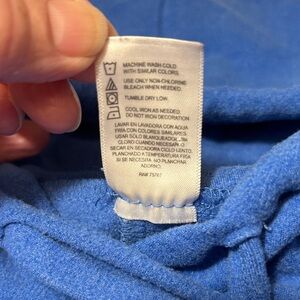 MACHINE WASH COLD
WITH SIMILAR COLORS.
USE ONLY NON-CHLORINE
BLEACH WHEN NEEDED.
TUMBLE DRY LOW.
COOL IRON AS NEEDED.
DO NOT IRON DECORATION
LAVAR EN LAVADORA CON AGUA
FRIA CON COLORES SIMILARES.
USAR SOLO BLANQUEADOR SIN
CLORO CUANDO NECESARIO.
SECAR EN SECADORA CICLO LENTO.
PLANCHADO A TEMPERATURA FRIA
SI SE NECESITA. NO PLANCHAR
ADORNO.
RN# 75767